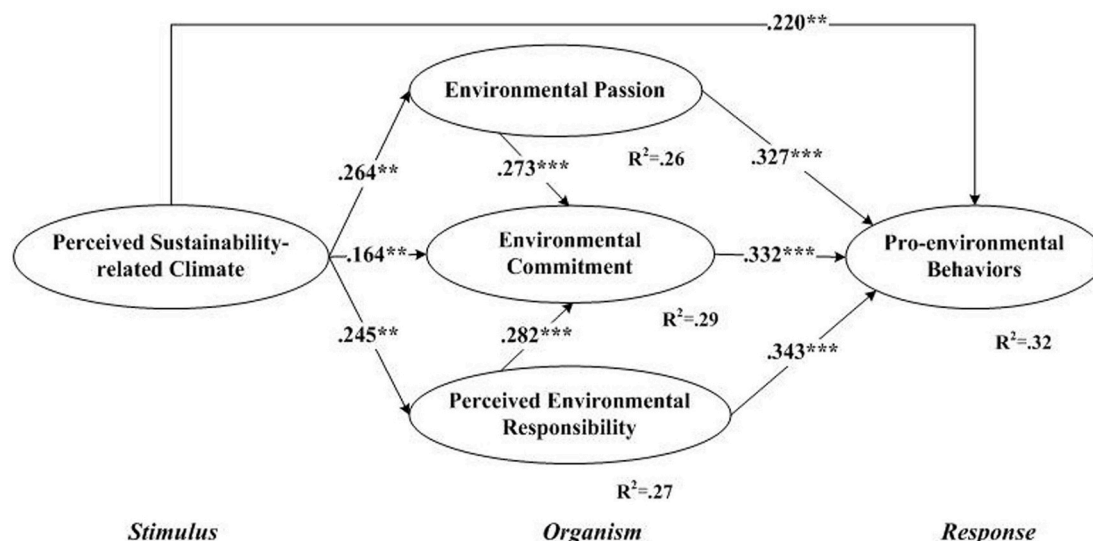 .220**
Environmental Passion
R²=.26
.264**
.273***
.327***
Perceived Sustainability-
related Climate
.164**
Environmental
Commitment
.332***
Pro-environmental
Behaviors
R²=.29
R²=.32
.245**
.282***
.343***
Perceived Environmental
Responsibility
R²=.27
Stimulus
Organism
Response